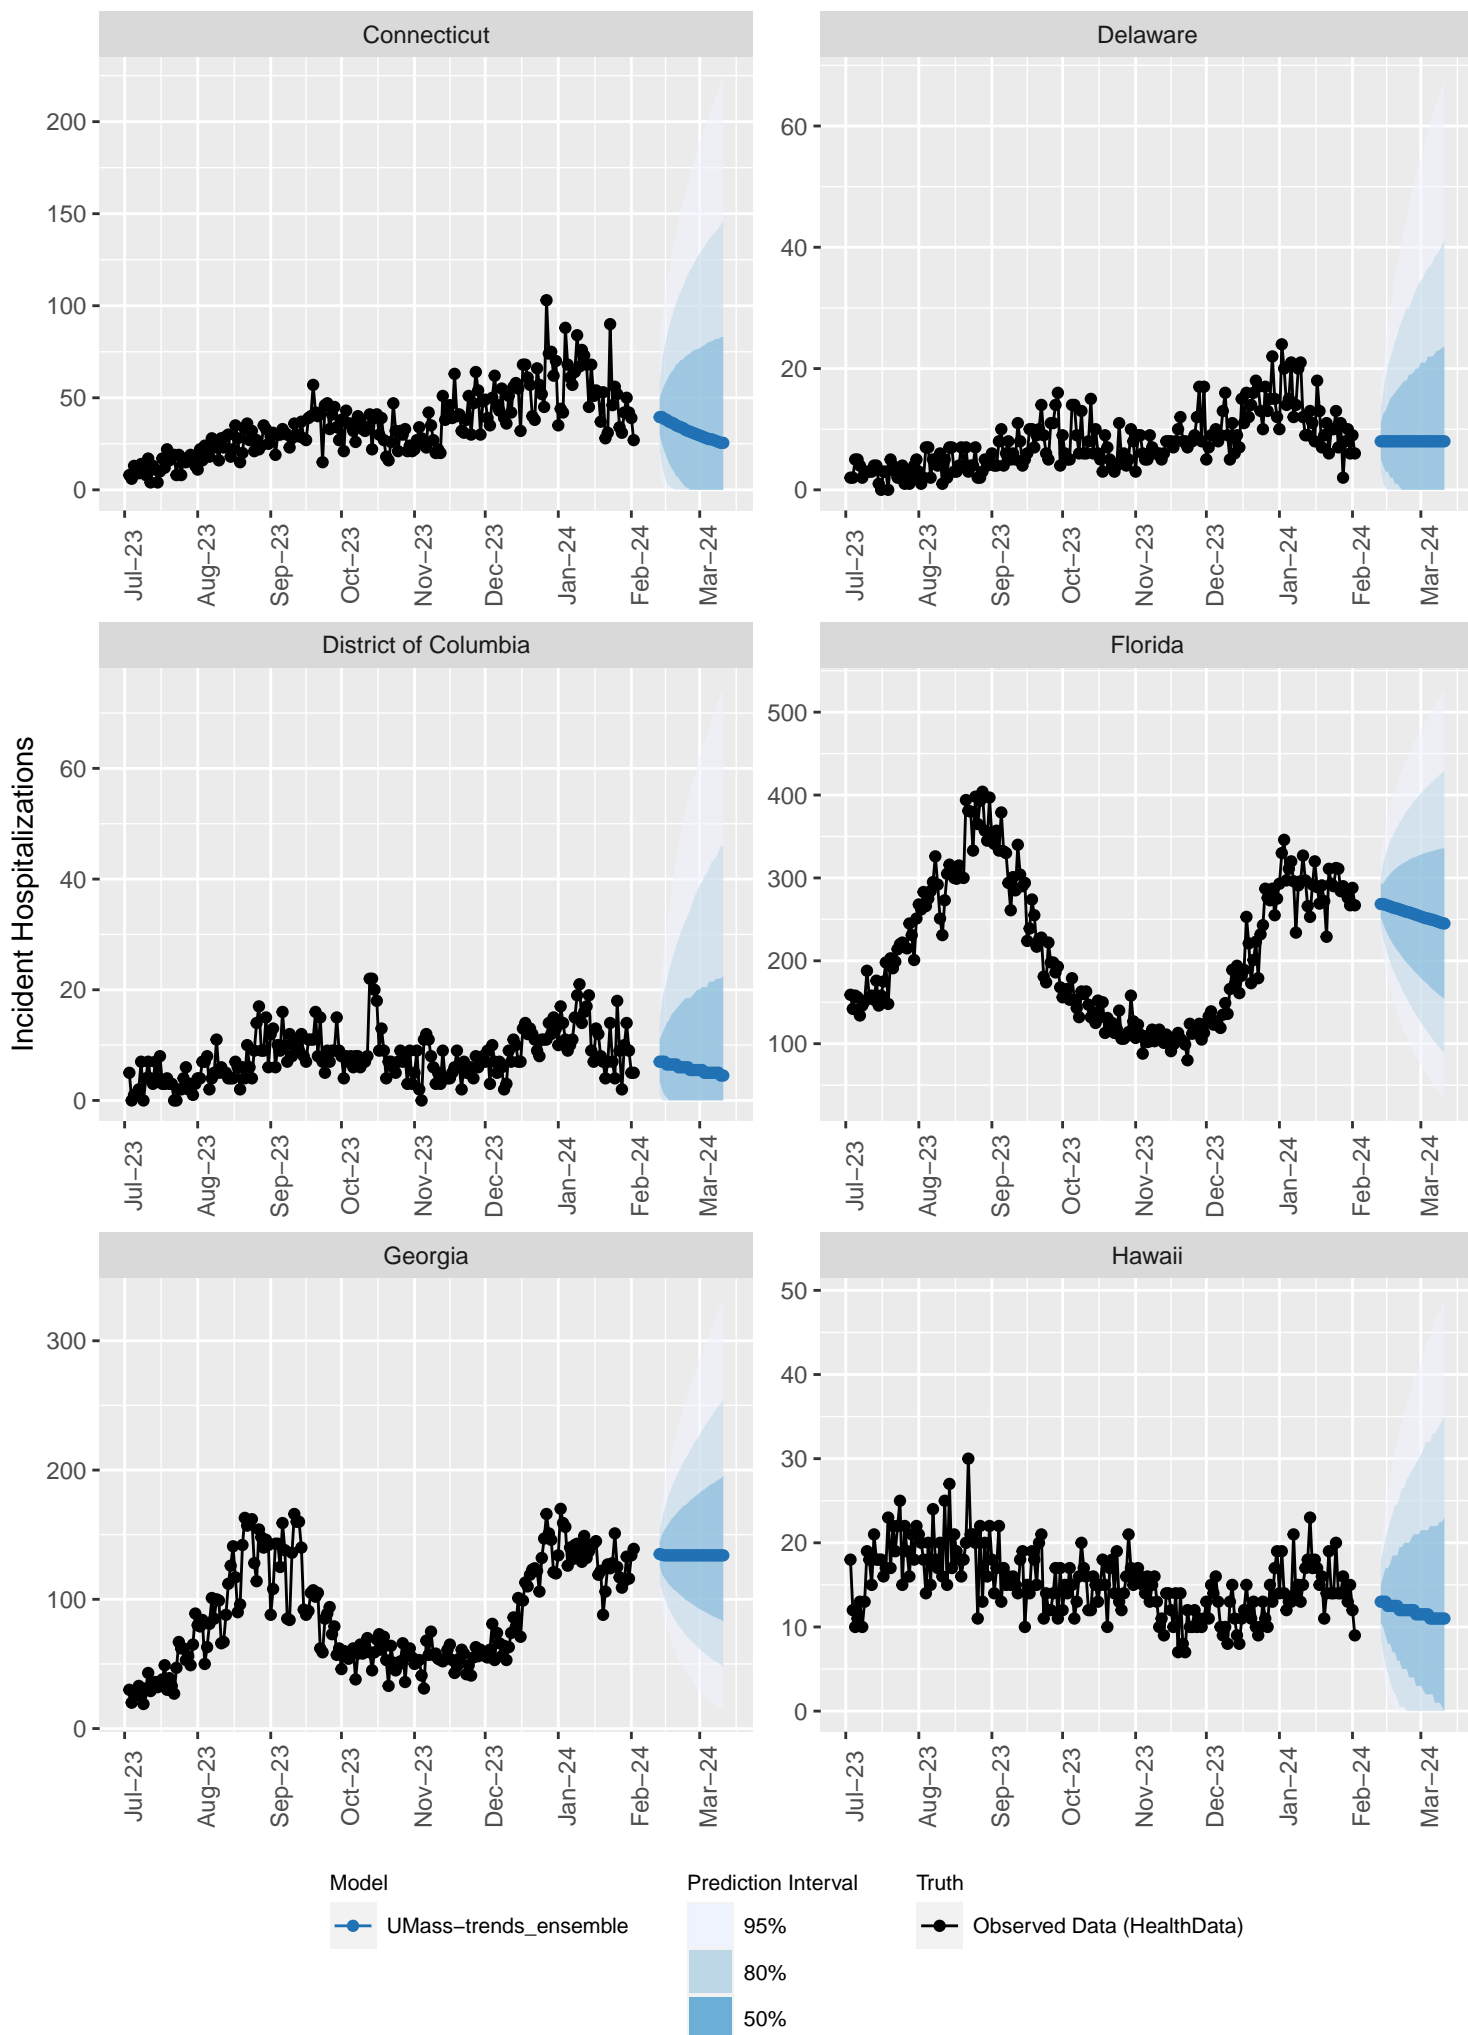 Connecticut
Delaware
200
150
100
50
0
60
40
20
0
Jul−23
Aug−23
Sep−23
Oct−23
Nov−23
Dec−23
Jan−24
Feb−24
Mar−24
Jul−23
Aug−23
Sep−23
Oct−23
Nov−23
Dec−23
Jan−24
Feb−24
Mar−24
Incident Hospitalizations
District of Columbia
Florida
60
40
20
0
500
400
300
200
100
Jul−23
Aug−23
Sep−23
Oct−23
Nov−23
Dec−23
Jan−24
Feb−24
Mar−24
Jul−23
Aug−23
Sep−23
Oct−23
Nov−23
Dec−23
Jan−24
Feb−24
Mar−24
Georgia
Hawaii
300
200
100
0
50
40
30
20
10
0
Jul−23
Aug−23
Sep−23
Oct−23
Nov−23
Dec−23
Jan−24
Feb−24
Mar−24
Jul−23
Aug−23
Sep−23
Oct−23
Nov−23
Dec−23
Jan−24
Feb−24
Mar−24
Model
UMass−trends_ensemble
Prediction Interval
95%
80%
50%
Truth
Observed Data (HealthData)